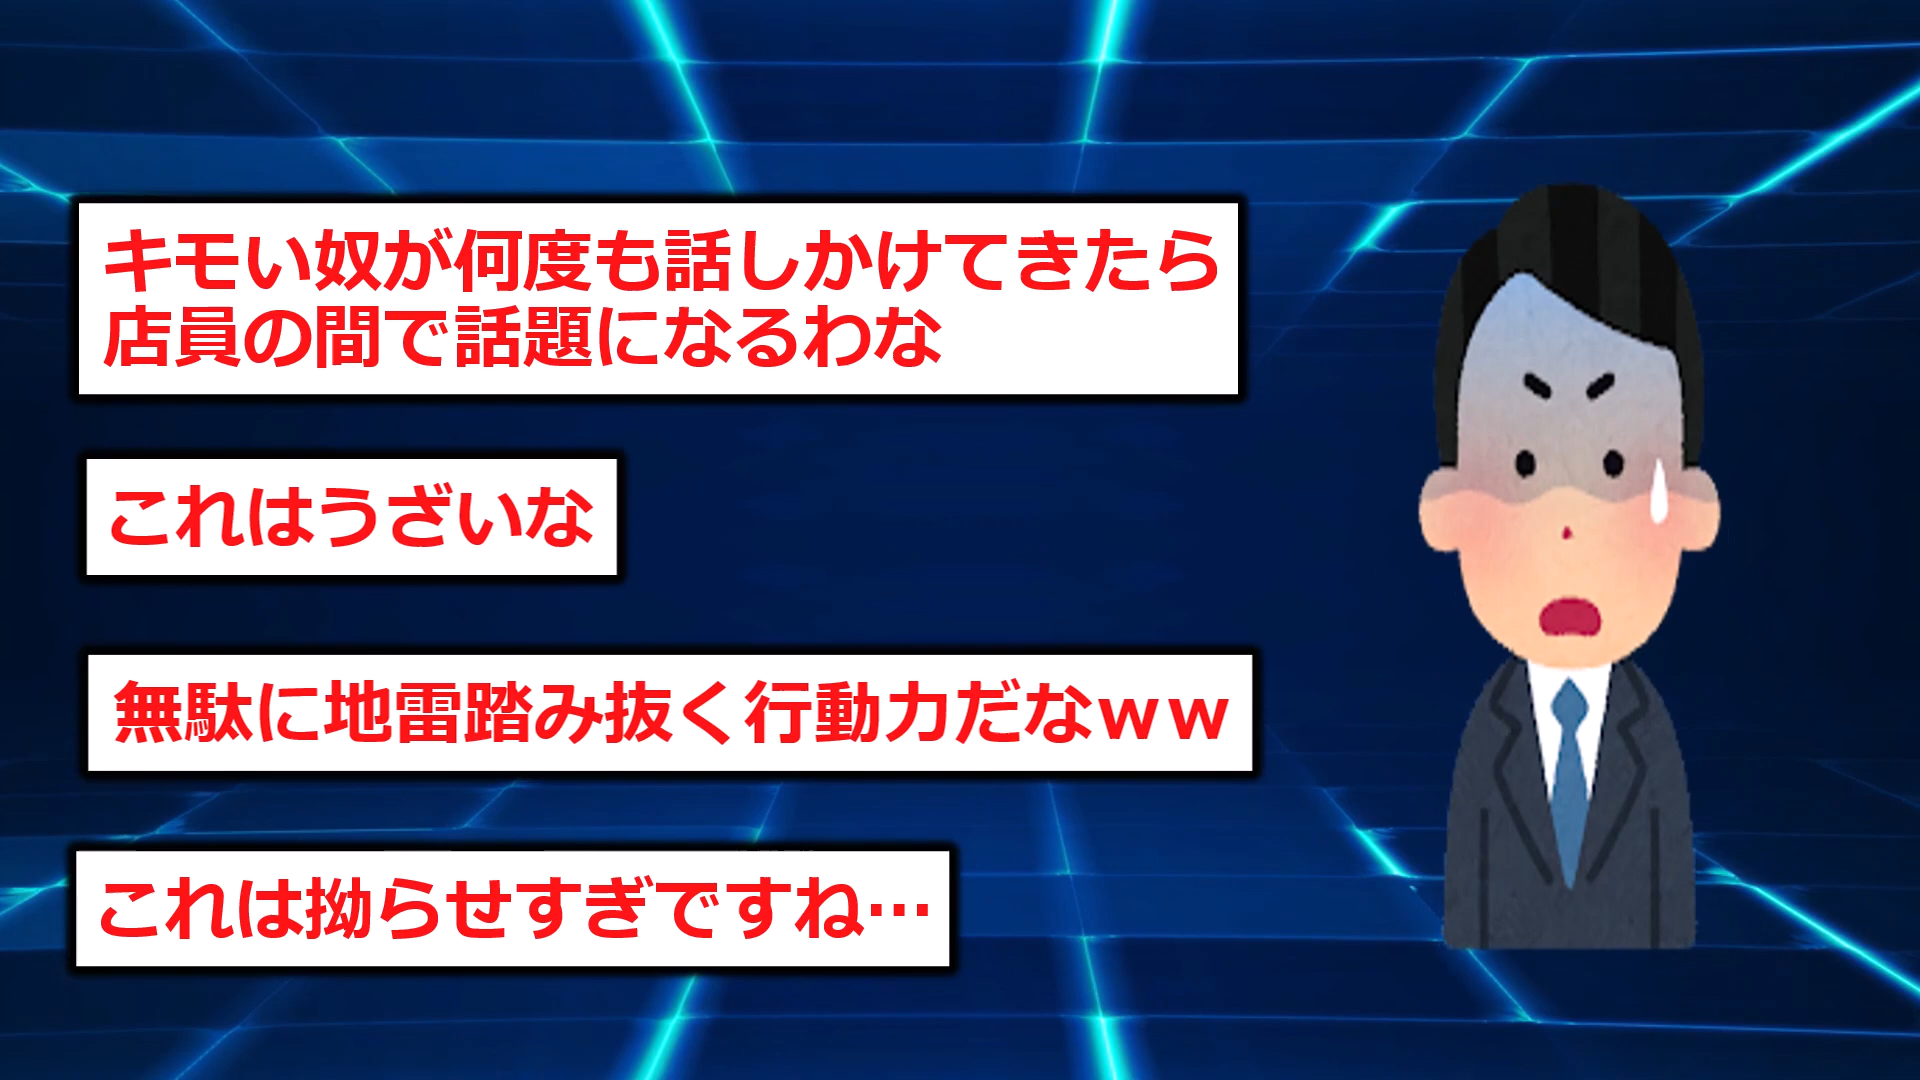 キモい奴が何度も話しかけてきたら
店員の間で話題になるわな
これはうざいな
無駄に地雷踏み抜く行動力だなｗｗ
これは拗らせすぎですね…